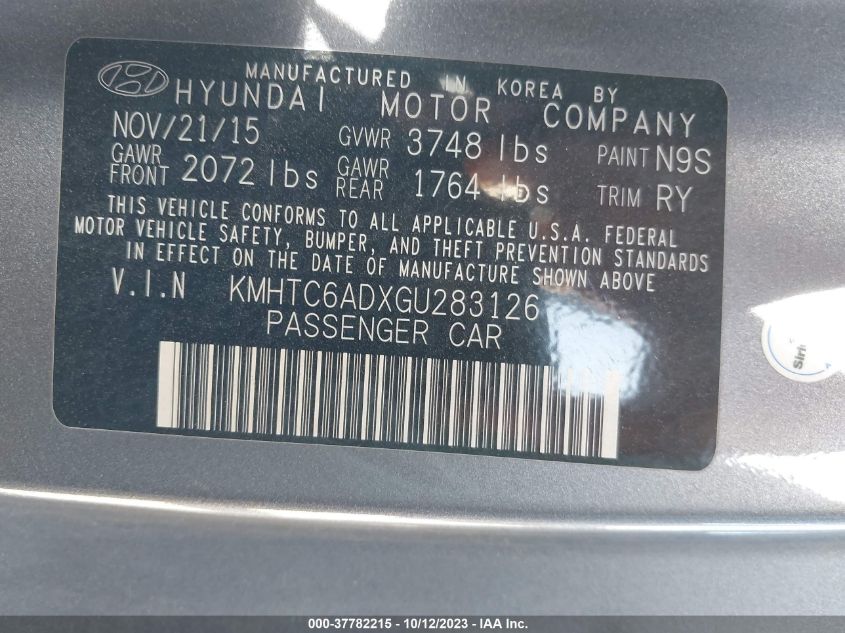 MANUFACTURED IN KOREA BY
HYUNDAI MOTOR COMPANY
NOV/21/15 GVWR 3748 lbs PAINT N9S
GAWR FRONT 2072 lbs GAWR REAR 1764 lbs TRIM RY
THIS VEHICLE CONFORMS TO ALL APPLICABLE U.S.A. FEDERAL
MOTOR VEHICLE SAFETY, BUMPER, AND THEFT PREVENTION STANDARDS
IN EFFECT ON THE DATE OF MANUFACTURE SHOWN ABOVE
V.I.N KMHTC6ADXGU283126
PASSENGER CAR
000-37782215 - 10/12/2023 - IAA Inc.